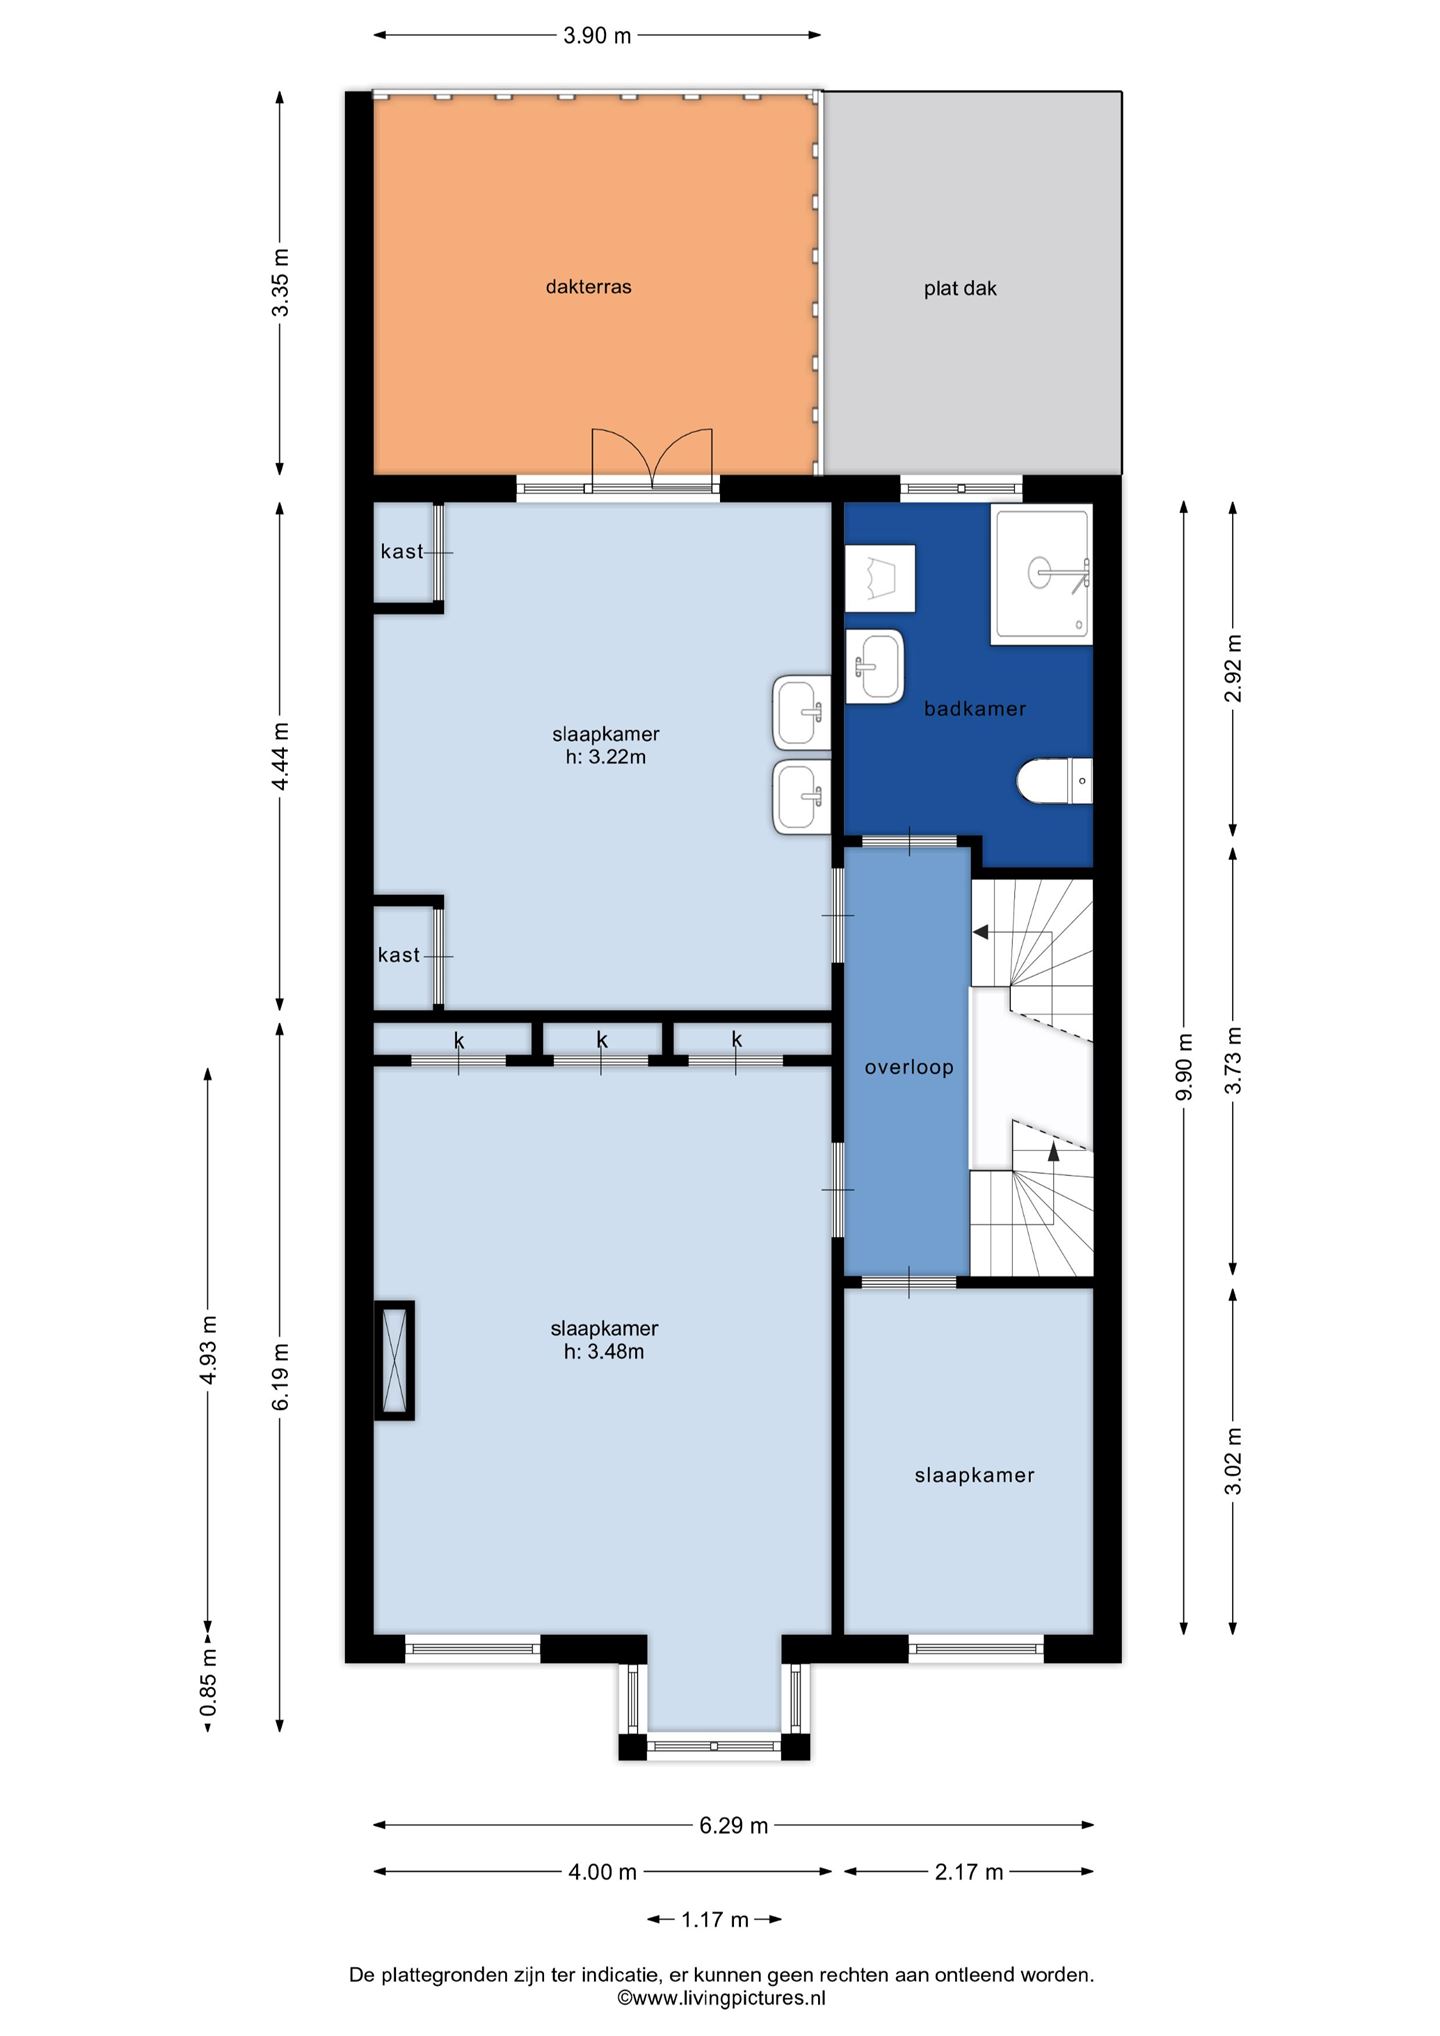 3.90 m
3.35 m
dakterras
plat dak
kast
4.44 m
slaapkamer
h: 3.22m
badkamer
2.92 m
kast
k
k
k
overloop
9.90 m
3.73 m
slaapkamer
h: 3.48m
4.93 m
6.19 m
slaapkamer
3.02 m
0.85 m
6.29 m
4.00 m
2.17 m
1.17 m
De plattegronden zijn ter indicatie, er kunnen geen rechten aan ontleend worden.
©www.livingpictures.nl